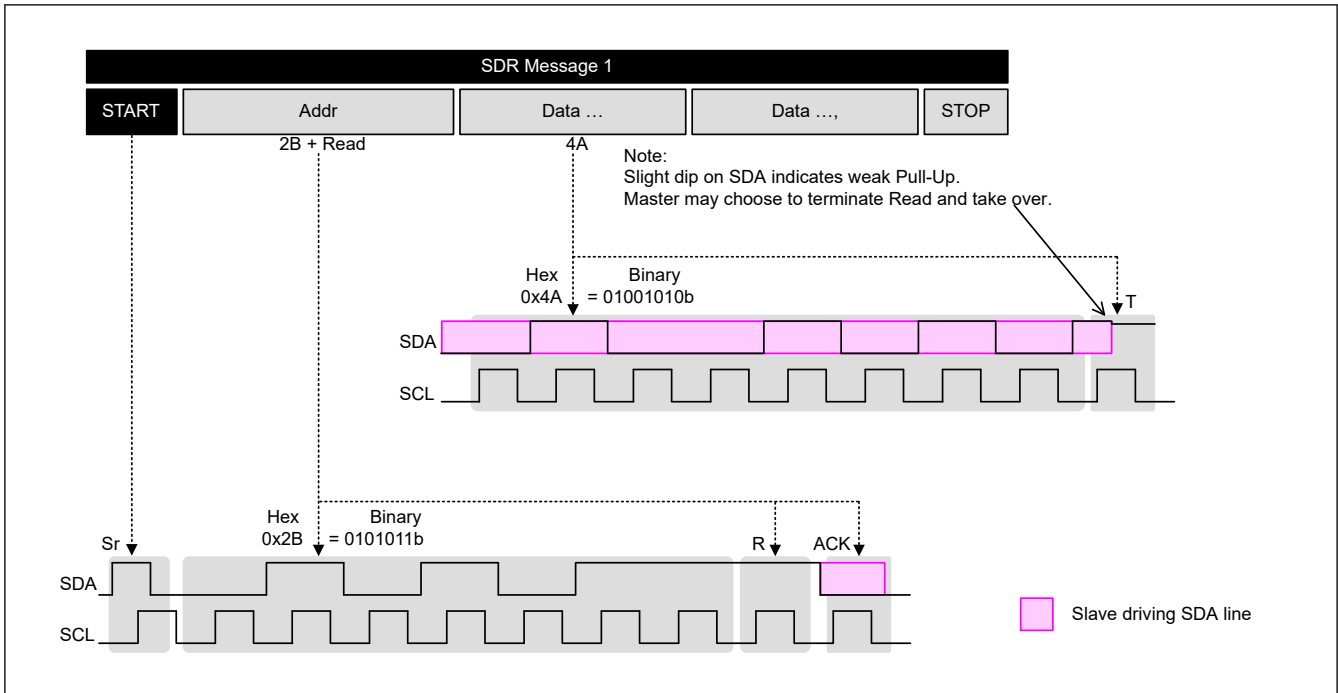 SDR Message 1
START
Addr
Data …
Data …,
STOP
2B + Read
4A
Note:
Slight dip on SDA indicates weak Pull-Up.
Master may choose to terminate Read and take over.
Hex
Binary
0x4A
= 01001010b
T
SDA
SCL
Hex
Binary
0x2B
= 0101011b
Sr
R
ACK
SDA
SCL
Slave driving SDA line